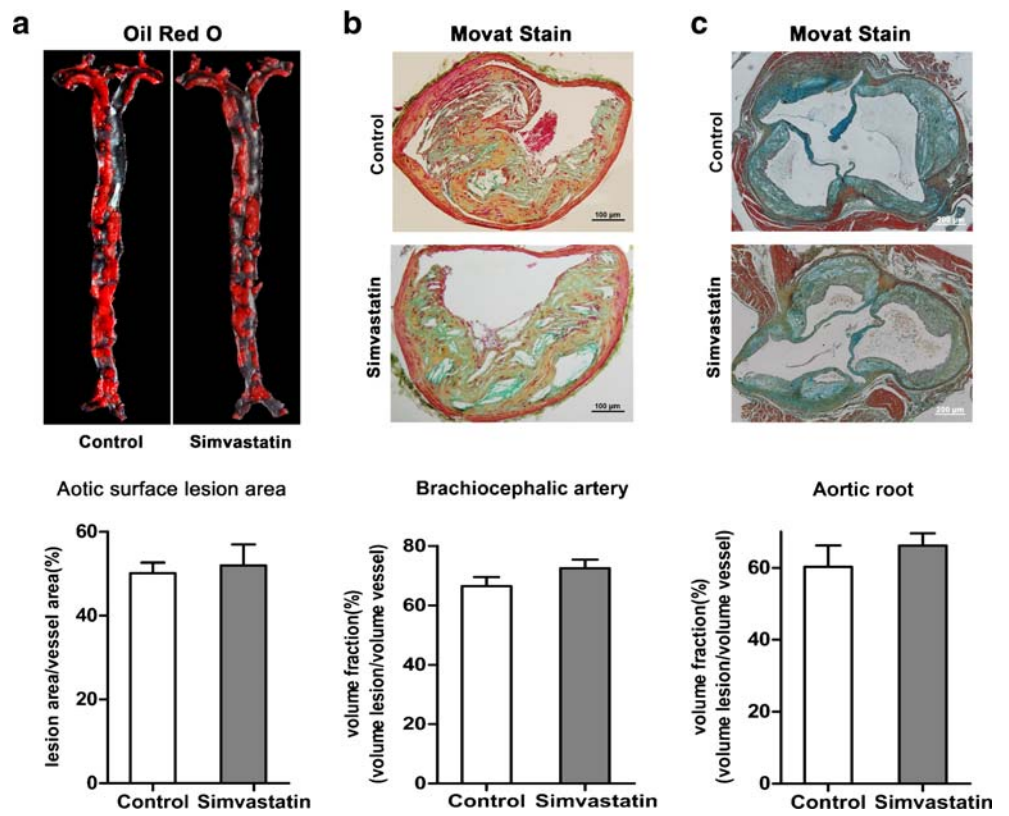 a
Oil Red O
Control
Simvastatin
b
Movat Stain
Control
100 µm
Simvastatin
100 µm
c
Movat Stain
Control
200 µm
Simvastatin
200 µm
Aotic surface lesion area
lesion area/vessel area(%)
60
40
20
0
Control
Simvastatin
Brachiocephalic artery
volume fraction(%)
(volume lesion/volume vessel)
80
60
40
20
0
Control
Simvastatin
Aortic root
volume fraction(%)
(volume lesion/volume vessel)
60
40
20
0
Control
Simvastatin